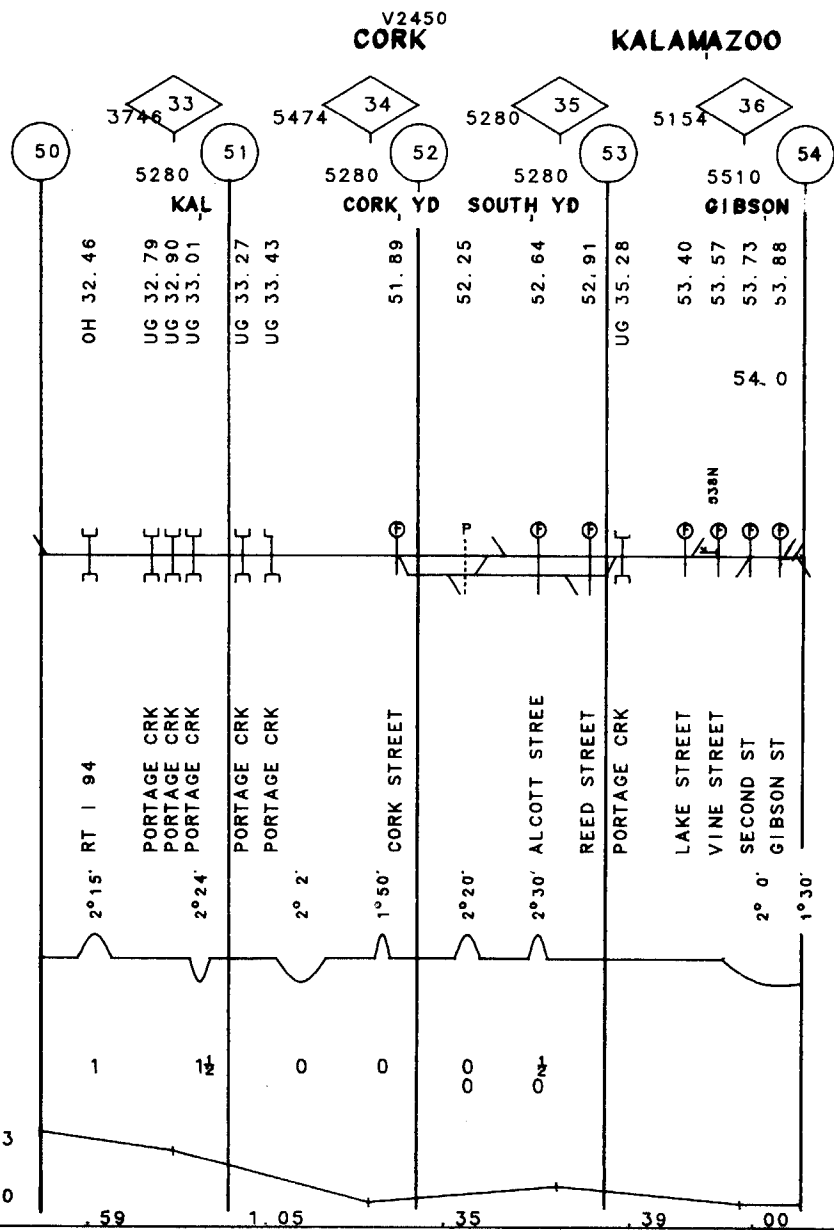 V2450
CORK KALAMAZOO
33 34 35 36
3746 5474 5280 5154
50 51 52 53 54
5280 5280 5280 5510
KAL CORK YD SOUTH YD GIBSON
OH 32.46
UG 32.79
UG 32.90
UG 33.01
UG 33.27
UG 33.43
51.89
52.25
52.64
52.91
UG 35.28
53.40
53.57
53.73
53.88
54.0
538N
F P F F F F F F
RT I 94
PORTAGE CRK
PORTAGE CRK
PORTAGE CRK
PORTAGE CRK
PORTAGE CRK
CORK STREET
ALCOTT STREE
REED STREET
PORTAGE CRK
LAKE STREET
VINE STREET
SECOND ST
GIBSON ST
2°15'
2°24'
2° 2'
1°50'
2°20'
2°30'
2° 0'
1°30'
1 1½ 0 0 0 ½
0 0
3
0
.59 1.05 .35 .39 .00